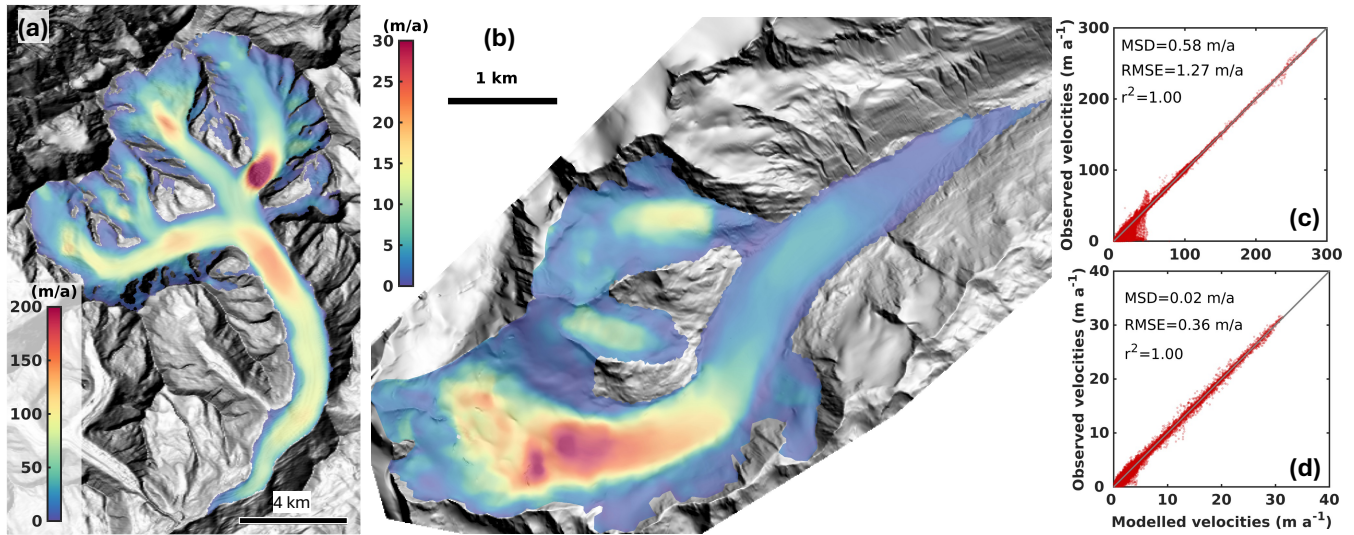 (a)
(m/a)
200
150
100
50
0
4 km
(m/a)
30
25
20
15
10
5
0
(b)
1 km
Observed velocities (m a-1)
300
200
100
0
MSD=0.58 m/a
RMSE=1.27 m/a
r2=1.00
(c)
0 100 200 300
Observed velocities (m a-1)
40
30
20
10
0
MSD=0.02 m/a
RMSE=0.36 m/a
r2=1.00
(d)
0 10 20 30 40
Modelled velocities (m a-1)